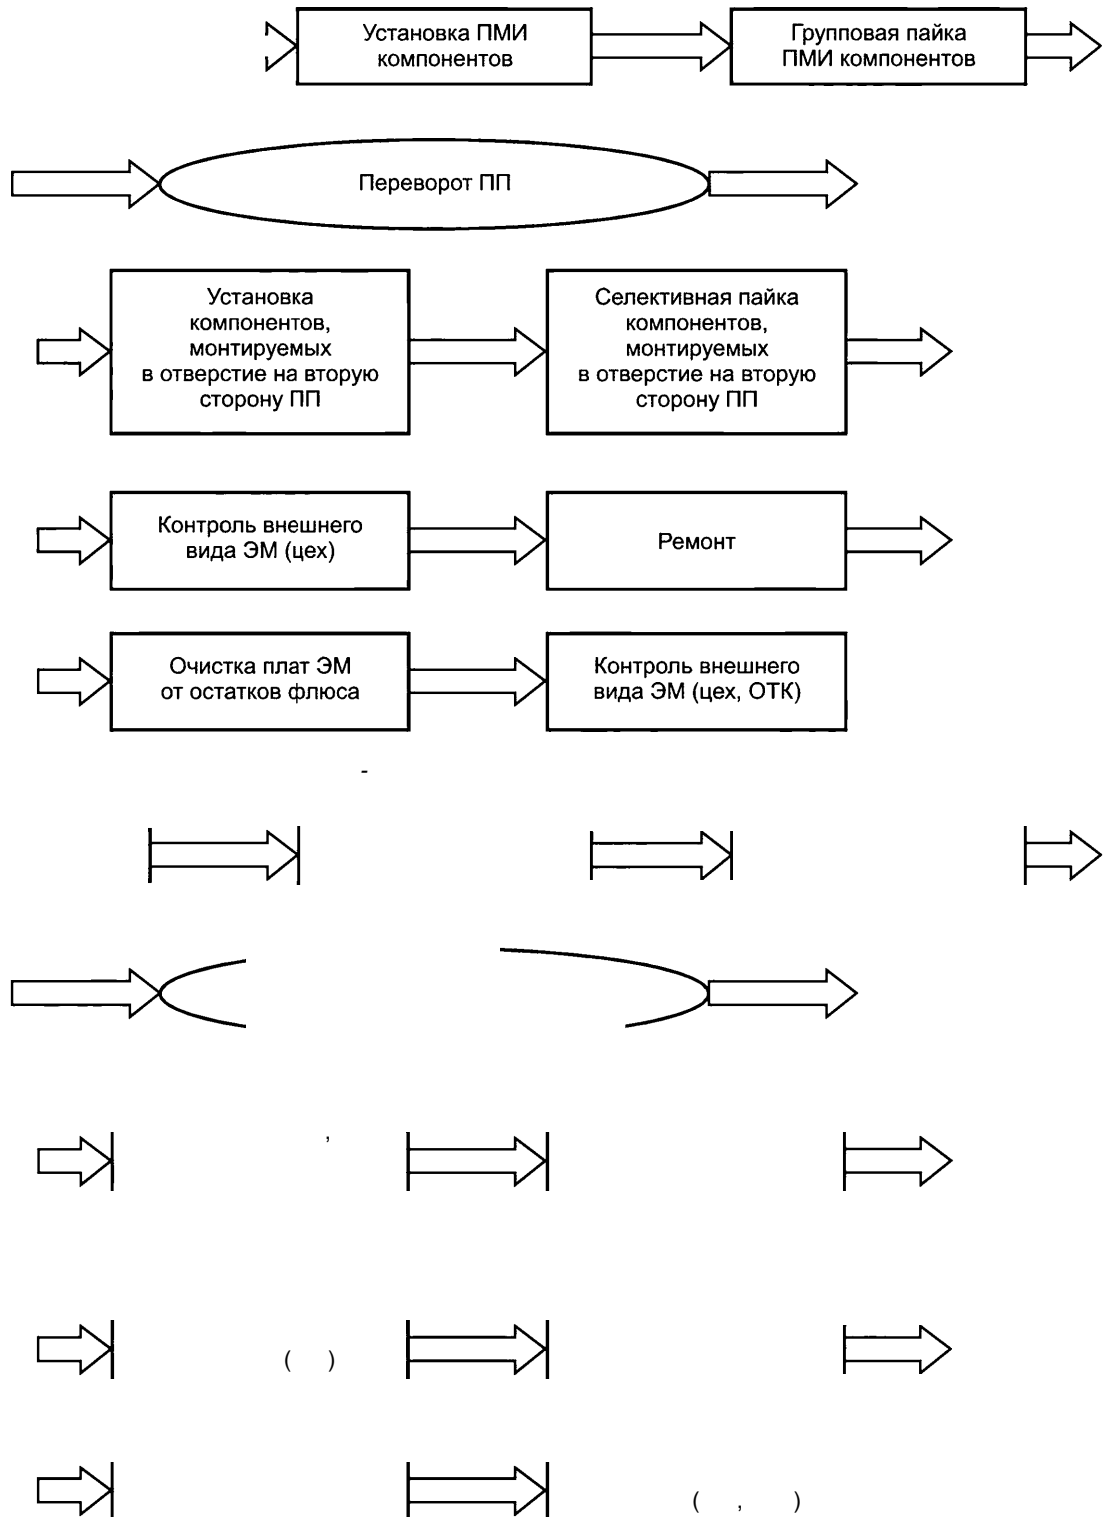 Установка ПМИ
компонентов
Групповая пайка
ПМИ компонентов
Переворот ПП
Установка
компонентов,
монтируемых
в отверстие на вторую
сторону ПП
Селективная пайка
компонентов,
монтируемых
в отверстие на вторую
сторону ПП
Контроль внешнего
вида ЭМ (цех)
Ремонт
Очистка плат ЭМ
от остатков флюса
Контроль внешнего
вида ЭМ (цех, ОТК)
-
,
( )
( , )